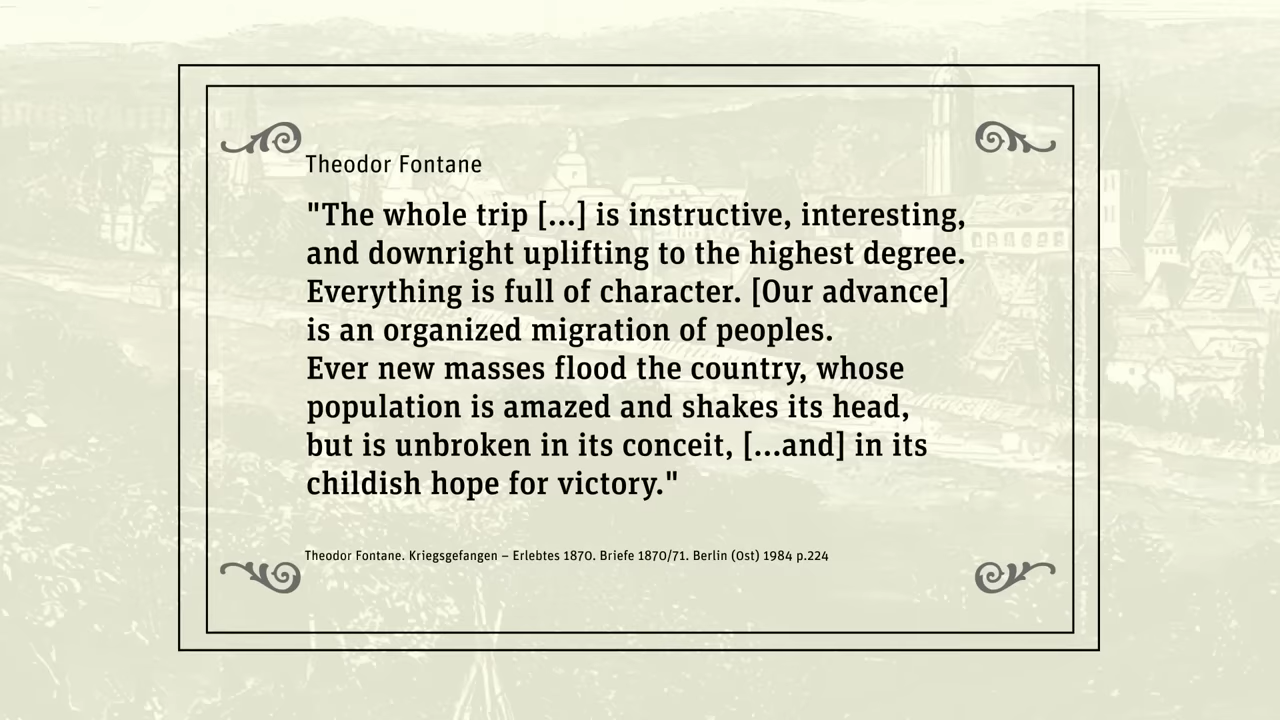 Theodor Fontane
"The whole trip [...] is instructive, interesting,
and downright uplifting to the highest degree.
Everything is full of character. [Our advance]
is an organized migration of peoples.
Ever new masses flood the country, whose
population is amazed and shakes its head,
but is unbroken in its conceit, [...and] in its
childish hope for victory."
Theodor Fontane. Kriegsgefangen – Erlebtes 1870. Briefe 1870/71. Berlin (Ost) 1984 p.224